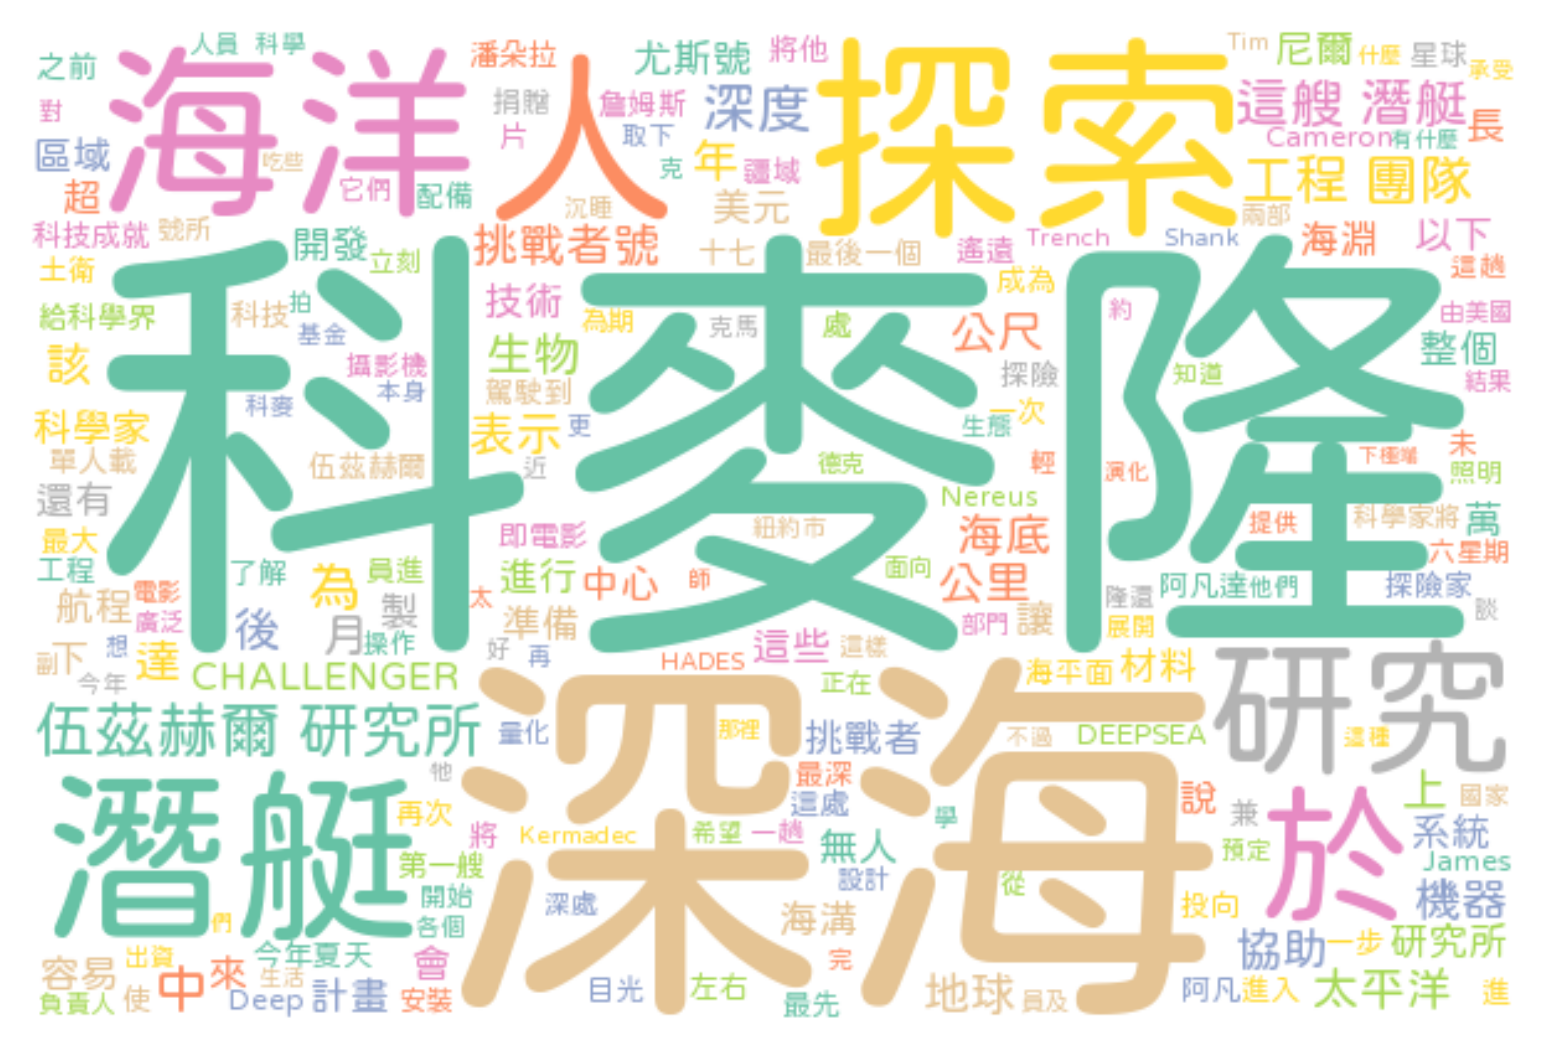 人員 科學
之前
海洋
潘朵拉
尤斯號
將他
探索
Tim
尼爾
什麼
星球
承受
對
捐贈
人
詹姆斯
深度
這艘 潛艇
片
取下
Cameron
有什麼
長
區域
吃些
克
年
疆域
工程 團隊
超
它們
配備
沉睡
美元
兩部
科技成就
號所
開發
立刻
挑戰者號
十七
最後一個
遙遠
Trench
Shank
海淵
以下
土衛
科麥隆
技術
成為
這趟
給科學界
科技
拍
基金
為期
克馬
處
公尺
約
由美國
該
攝影機
本身
生物
駕駛到
探險
知道
整個
結果
科學家
科麥
表示
更
生態
一次
單人載
伍茲赫爾
近
德克
輕
演化
下極端
未
照明
還有
Nereus
最大
即電影
紐約市
海底
提供
科學家將
萬
六星期
工程
了解
為
員進
進行
中心
師
面向
公里
阿凡達
他們
探險家
航程
電影
廣泛
後
月
製
操作
太
準備
部門
讓
隆還
展開
談
副
下
想
達
好
再
HADES
這些
這樣
今年
CHALLENGER
深海
正在
海平面
材料
研究
伍茲赫爾 研究所
量化
那裡
挑戰者
不過
DEEPSEA
這種
牠
最深
潛艇
再次
將
Kermadec
希望
一趟
這處
無人
學
說
兼
於
上
國家
系統
第一艘
設計
預定
James
開始
深處
從
投向
機器
們
各個
海溝
協助
一步
研究所
容易
出資
中
來
今年夏天
生活
會
完
負責人
使
Deep
計畫
安裝
目光
左右
最先
地球
員及
阿凡
進入
太平洋
進